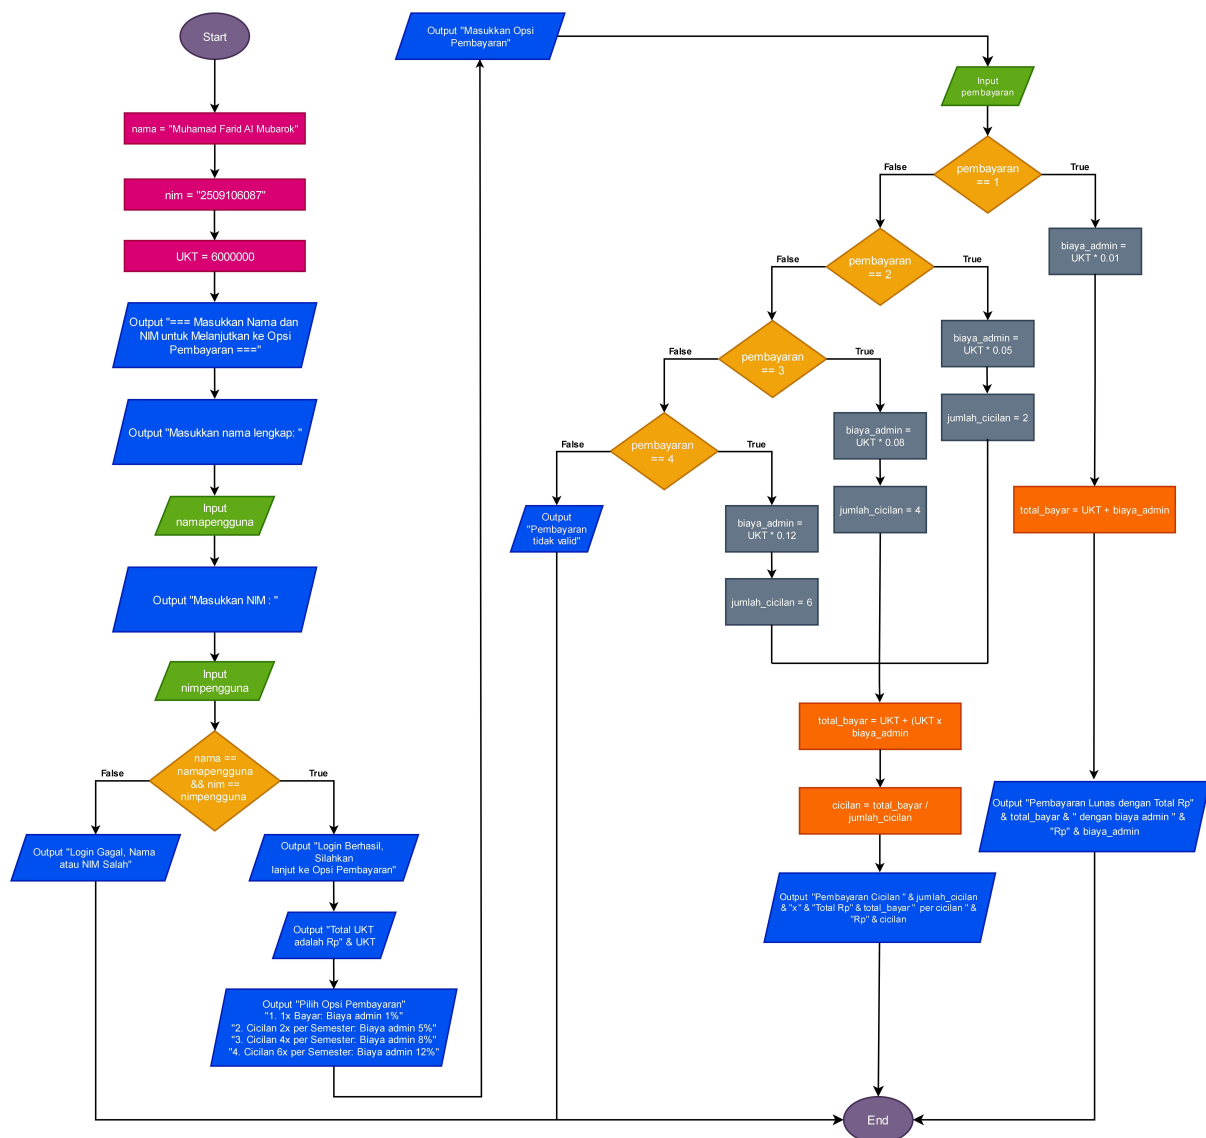 Start
nama = "Muhamad Farid Al Mubarok"
nim = "2509106087"
UKT = 6000000
Output "=== Masukkan Nama dan
NIM untuk Melanjutkan ke Opsi
Pembayaran ==="
Output "Masukkan nama lengkap: "
Input
namapengguna
Output "Masukkan NIM : "
Input
nimpengguna
nama ==
namapengguna
&& nim ==
nimpengguna
False
True
Output "Login Gagal, Nama
atau NIM Salah"
Output "Login Berhasil,
Silahkan
lanjut ke Opsi Pembayaran"
Output "Total UKT
adalah Rp" & UKT
Output "Pilih Opsi Pembayaran"
"1. 1x Bayar: Biaya admin 1%"
"2. Cicilan 2x per Semester: Biaya admin 5%"
"3. Cicilan 4x per Semester: Biaya admin 8%"
"4. Cicilan 6x per Semester: Biaya admin 12%"
Output "Masukkan Opsi
Pembayaran"
Input
pembayaran
pembayaran
== 1
False
True
biaya_admin =
UKT * 0.01
total_bayar = UKT + biaya_admin
Output "Pembayaran Lunas dengan Total Rp"
& total_bayar & " dengan biaya admin " &
"Rp" & biaya_admin
pembayaran
== 2
False
True
biaya_admin =
UKT * 0.05
jumlah_cicilan = 2
pembayaran
== 3
False
True
biaya_admin =
UKT * 0.08
jumlah_cicilan = 4
pembayaran
== 4
False
True
Output
"Pembayaran
tidak valid"
biaya_admin =
UKT * 0.12
jumlah_cicilan = 6
total_bayar = UKT + (UKT x
biaya_admin
cicilan = total_bayar /
jumlah_cicilan
Output "Pembayaran Cicilan " & jumlah_cicilan
& "x" & "Total Rp" & total_bayar " per cicilan " &
"Rp" & cicilan
End